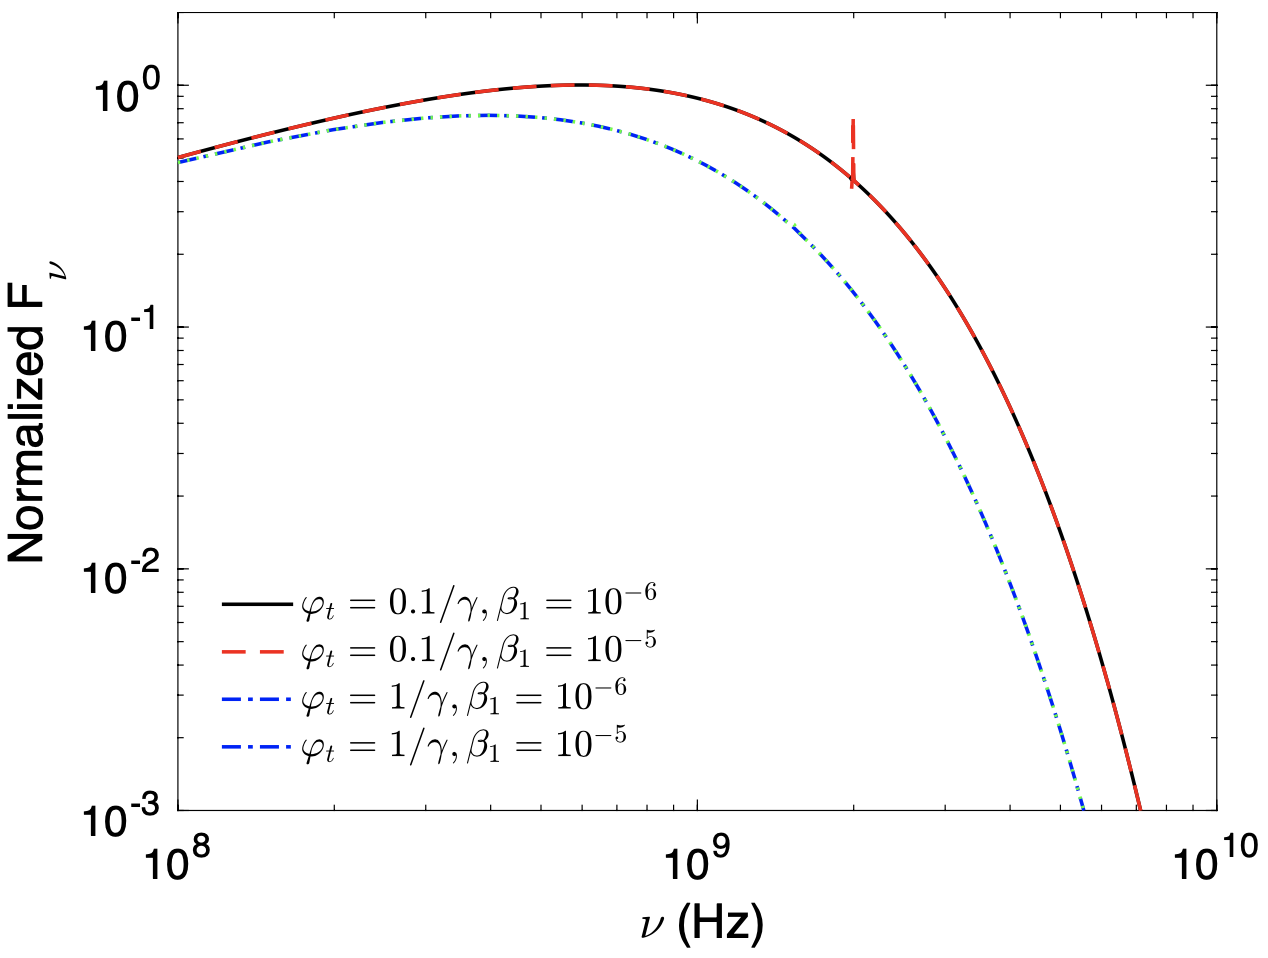 10^0
10^-1
10^-2
10^-3
Normalized F_ν
φ_t = 0.1/γ, β_1 = 10^−6
φ_t = 0.1/γ, β_1 = 10^−5
φ_t = 1/γ, β_1 = 10^−6
φ_t = 1/γ, β_1 = 10^−5
10^8 10^9 10^10
ν (Hz)